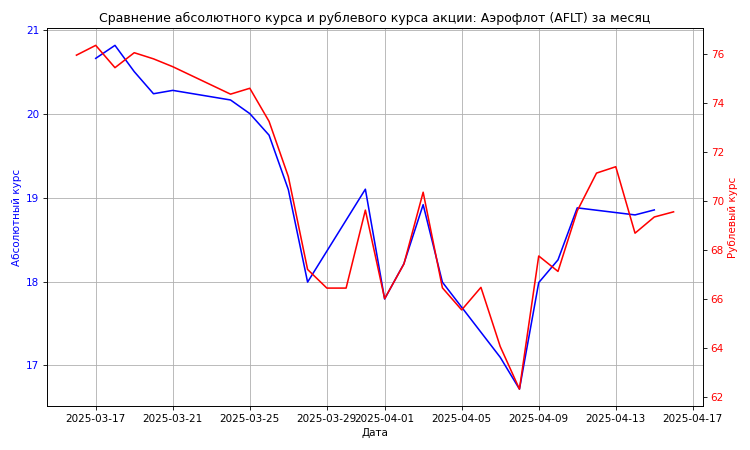 Сравнение абсолютного курса и рублевого курса акции: Аэрофлот (AFLT) за месяц
21
20
19
18
17
Абсолютный курс
76
74
72
70
68
66
64
62
Рублевый курс
2025-03-17 2025-03-21 2025-03-25 2025-03-29 2025-04-01 2025-04-05 2025-04-09 2025-04-13 2025-04-17
Дата